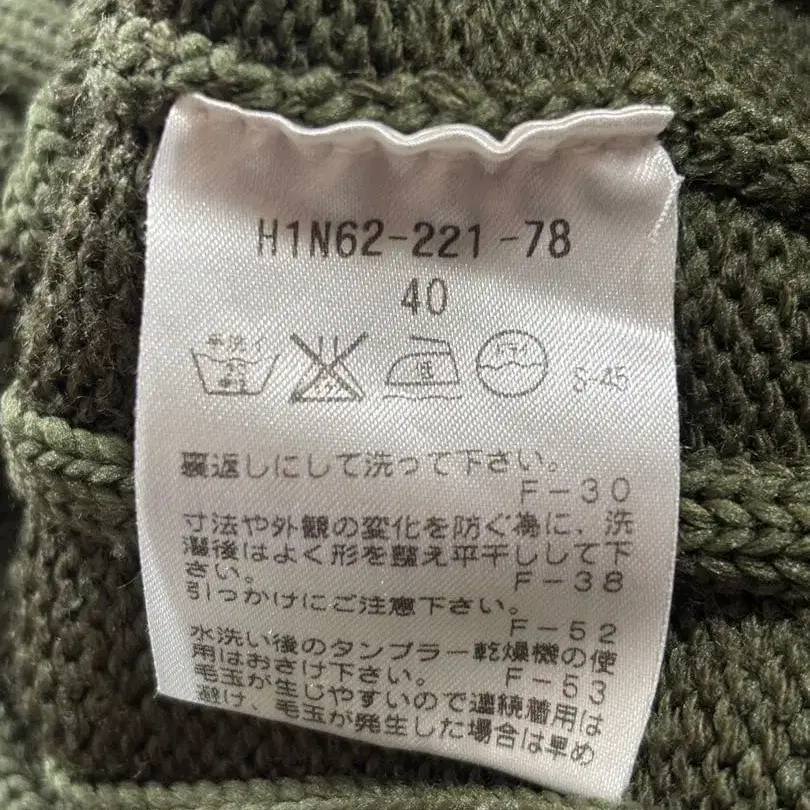 H1N62-221-78
40
手洗イ 低 ドライ S-45
中性
裏返しにして洗って下さい。
F-30
寸法や外観の変化を防ぐ為に、洗
濯後はよく形を整え平干しして下
さい。 F-38
引っかけにご注意下さい。
F-52
水洗い後のタンブラー乾燥機の使
用はおさけ下さい。 F-53
毛玉が生じやすいので連続着用は
避け、毛玉が発生した場合は早め